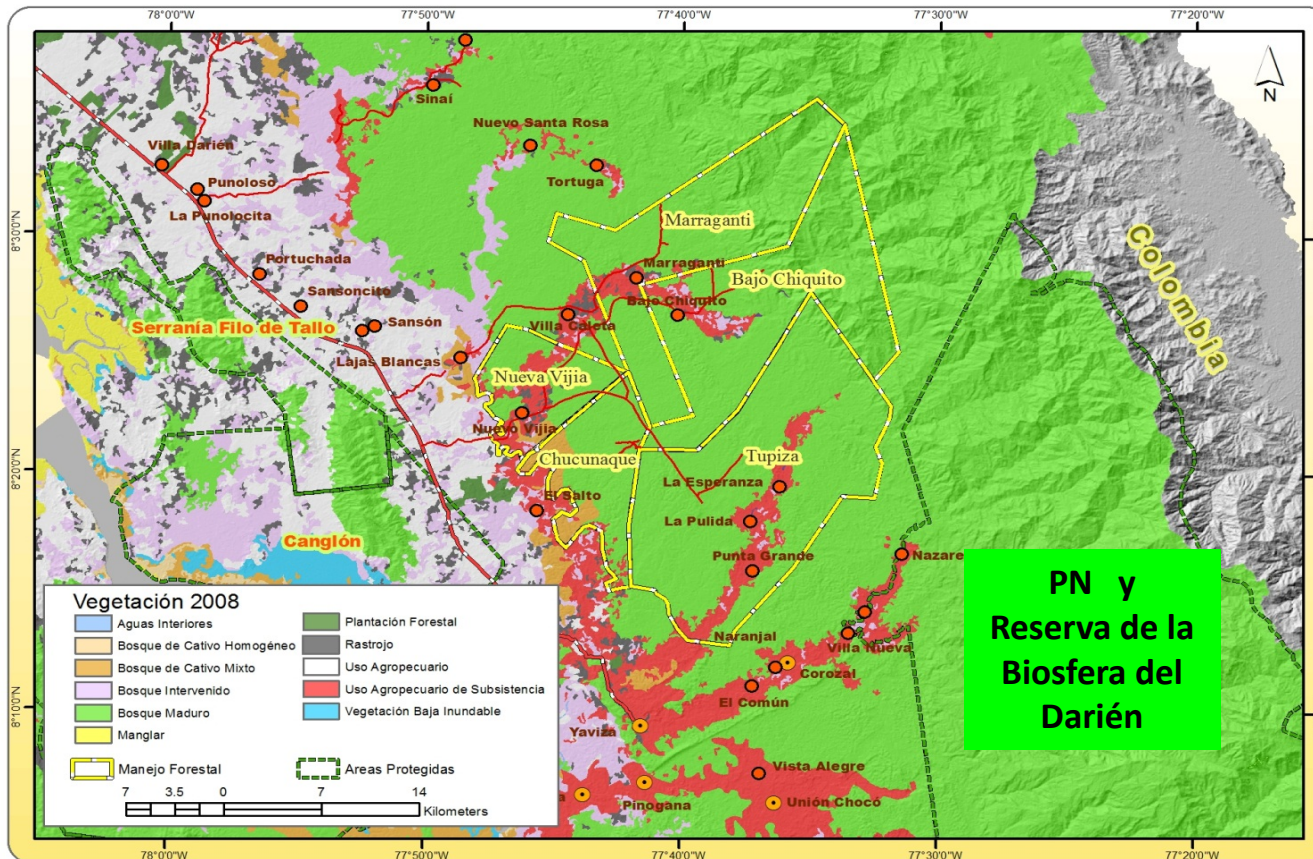 78°0'0"W
77°50'0"W
77°40'0"W
77°30'0"W
77°20'0"W
N
Sinaí
Nuevo Santa Rosa
Villa Darién
Tortuga
Punoloso
La Punolocita
Marraganti
8°30'0"N
Colombia
Portuchada
Marraganti
Bajo Chiquito
Sansoncito
Bajo Chiquito
Serranía Filo de Tallo
Sansón
Villa Caleta
Lajas Blancas
Nueva Vijia
Nuevo Vijia
Chucunaque
Tupiza
8°20'0"N
La Esperanza
El Salto
La Pulida
Canglón
Punta Grande
Nazare
PN y
Reserva de la
Biosfera del
Darién
Naranjal
Villa Nueva
Corozal
El Común
8°10'0"N
Yaviza
Vista Alegre
Pinogana
Unión Chocó
a
Vegetación 2008
Aguas Interiores
Bosque de Cativo Homogéneo
Bosque de Cativo Mixto
Bosque Intervenido
Bosque Maduro
Manglar
Plantación Forestal
Rastrojo
Uso Agropecuario
Uso Agropecuario de Subsistencia
Vegetación Baja Inundable
Manejo Forestal
Areas Protegidas
7 3.5 0 7 14
Kilometers
78°0'0"W
77°50'0"W
77°40'0"W
77°30'0"W
77°20'0"W